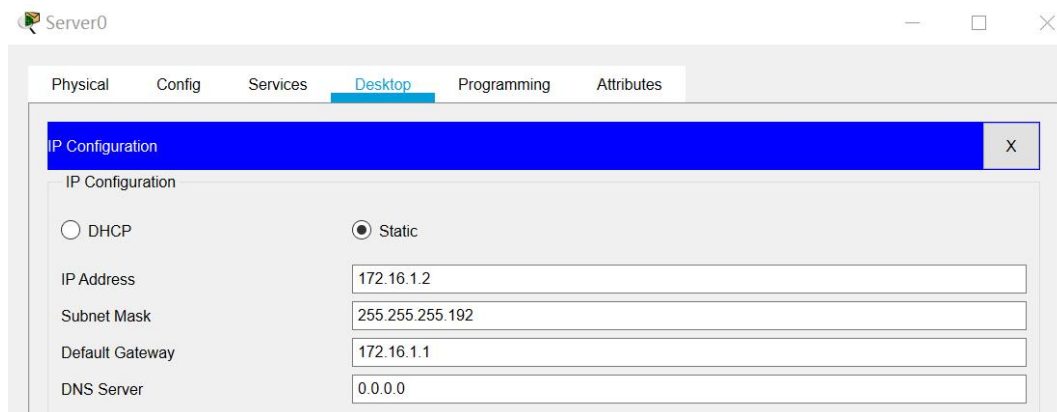 Server0
Physical Config Services Desktop Programming Attributes
IP Configuration X
IP Configuration
DHCP Static
IP Address 172.16.1.2
Subnet Mask 255.255.255.192
Default Gateway 172.16.1.1
DNS Server 0.0.0.0